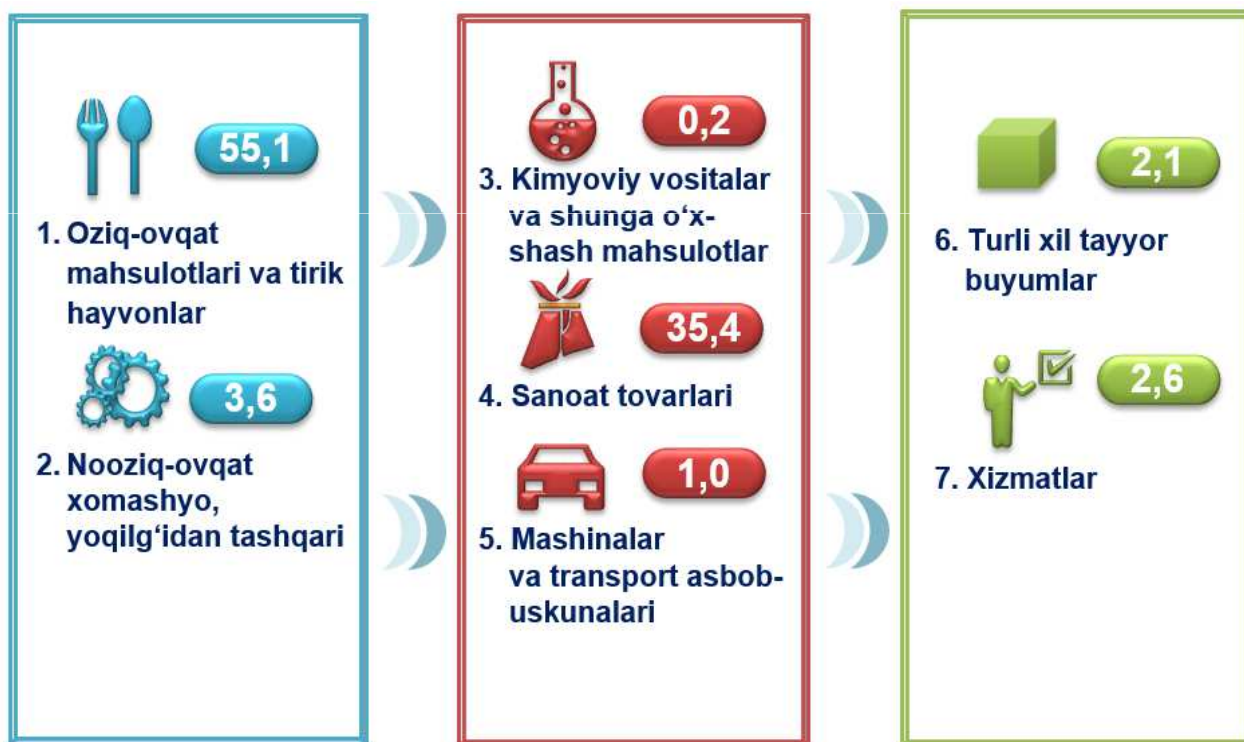 55,1
1. Oziq-ovqat
mahsulotlari va tirik
hayvonlar
3,6
2. Nooziq-ovqat
xomashyo,
yoqilg‘idan tashqari
0,2
3. Kimyoviy vositalar
va shunga o‘x-
shash mahsulotlar
35,4
4. Sanoat tovarlari
1,0
5. Mashinalar
va transport asbob-
uskunalari
2,1
6. Turli xil tayyor
buyumlar
2,6
7. Xizmatlar